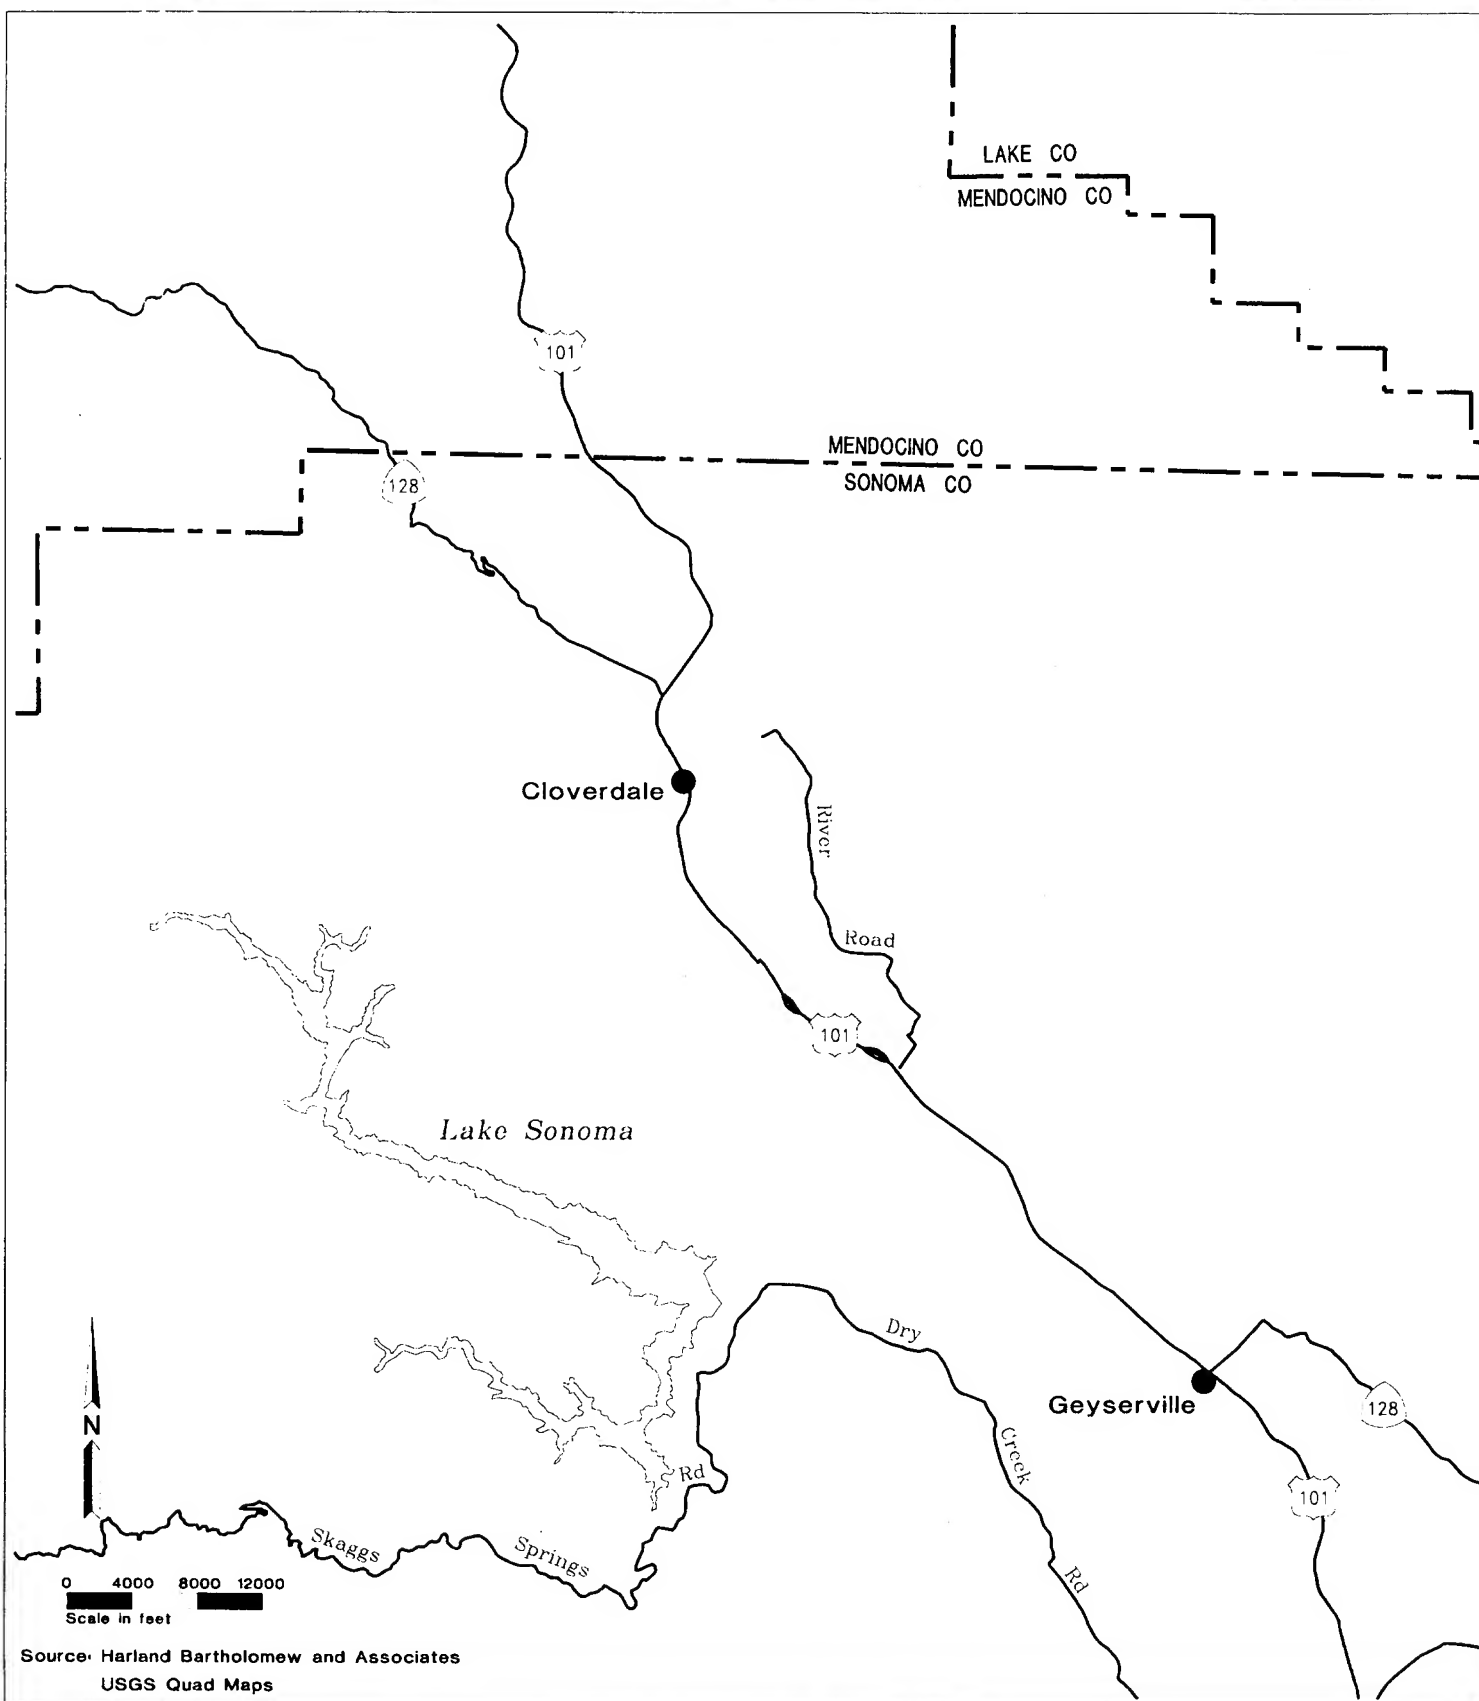 LAKE CO
MENDOCINO CO
101
MENDOCINO CO
SONOMA CO
128
Cloverdale
River
Road
101
Lake Sonoma
Dry
Creek
Rd
Geyserville
128
101
N
Rd
Skaggs
Springs
0 4000 8000 12000
Scale in feet
Source: Harland Bartholomew and Associates
USGS Quad Maps